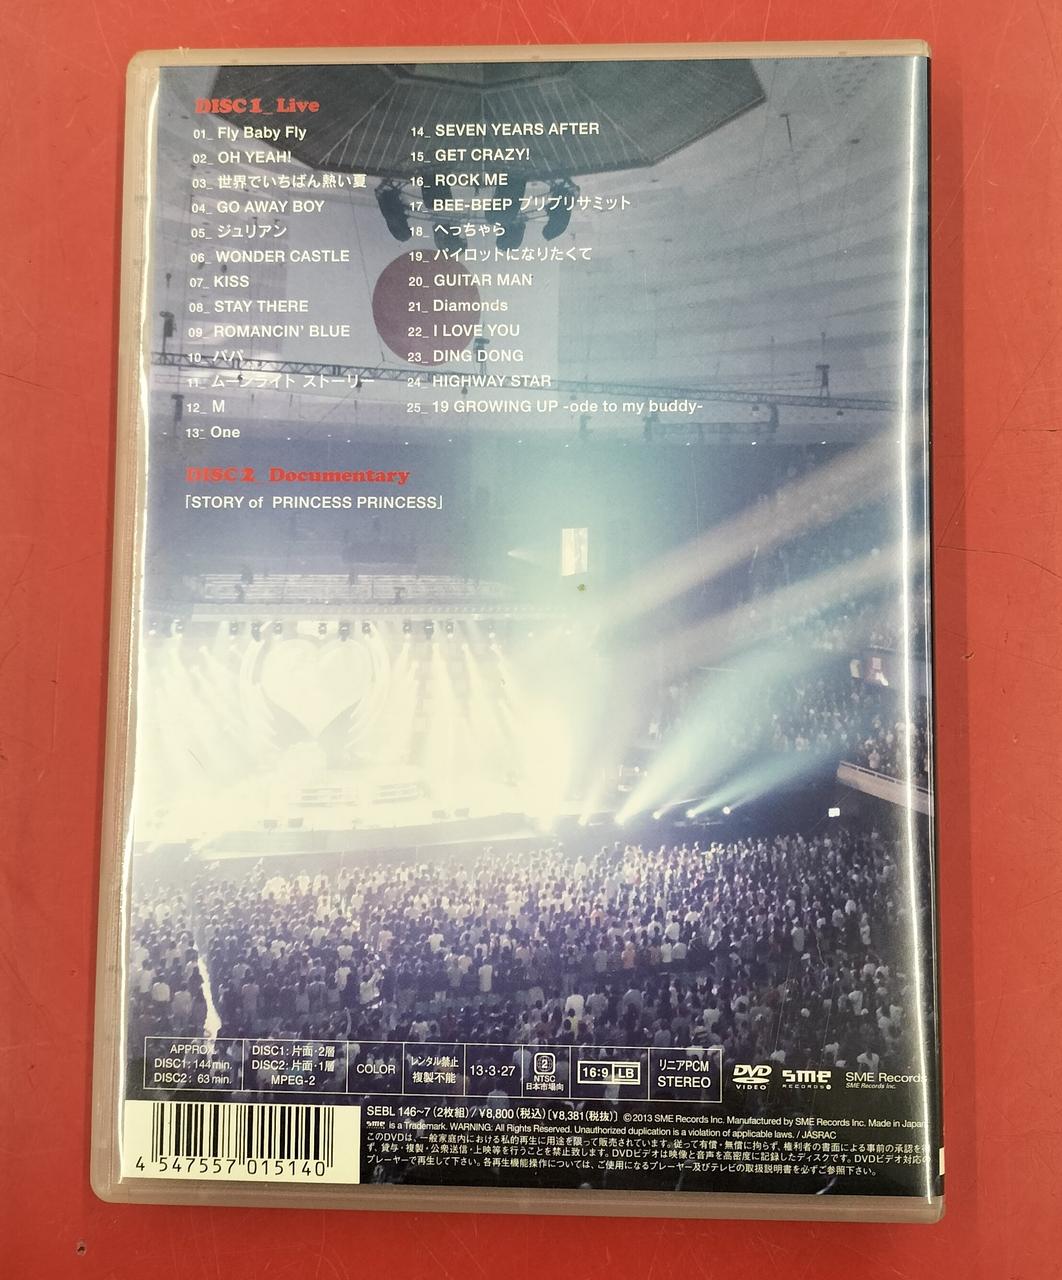 DISC 1_ Live
01_ Fly Baby Fly
02_ OH YEAH!
03_ 世界でいちばん熱い夏
04_ GO AWAY BOY
05_ ジュリアン
06_ WONDER CASTLE
07_ KISS
08_ STAY THERE
09_ ROMANCIN' BLUE
10_ パパ
11_ ムーンライト ストーリー
12_ M
13_ One
14_ SEVEN YEARS AFTER
15_ GET CRAZY!
16_ ROCK ME
17_ BEE-BEEP プリプリサミット
18_ へっちゃら
19_ パイロットになりたくて
20_ GUITAR MAN
21_ Diamonds
22_ I LOVE YOU
23_ DING DONG
24_ HIGHWAY STAR
25_ 19 GROWING UP -ode to my buddy-
DISC 2_ Documentary
「STORY of PRINCESS PRINCESS」
APPROX.
DISC1: 144min.
DISC2: 63min.
DISC1: 片面・2層
DISC2: 片面・1層
MPEG-2
COLOR
レンタル禁止
複製不能
13・3・27
2
NTSC
日本市場向
16:9 LB
リニアPCM
STEREO
DVD
VIDEO
sme
RECORDS
SME Records
SME Records Inc.
4 547557 015140
SEBL 146~7 (2枚組) / ¥8,800 (税込) [¥8,381(税抜)] ©2013 SME Records Inc. Manufactured by SME Records Inc. Made in Japan
sme is a Trademark. WARNING: All Rights Reserved. Unauthorized duplication is a violation of applicable laws. / JASRAC
このDVDは、一般家庭内における私的再生に用途を限って販売されています。従って有償・無償に拘らず、権利者の書面による事前の承認を得
ず、貸与・複製・公衆送信・上映等を行うことを禁止致します。DVDビデオは映像と音声を高密度に記録したディスクです。DVDビデオ対応の
プレーヤーで再生して下さい。各再生機能操作については、ご使用になるプレーヤー及びテレビの取扱説明書を必ずご参照下さい。